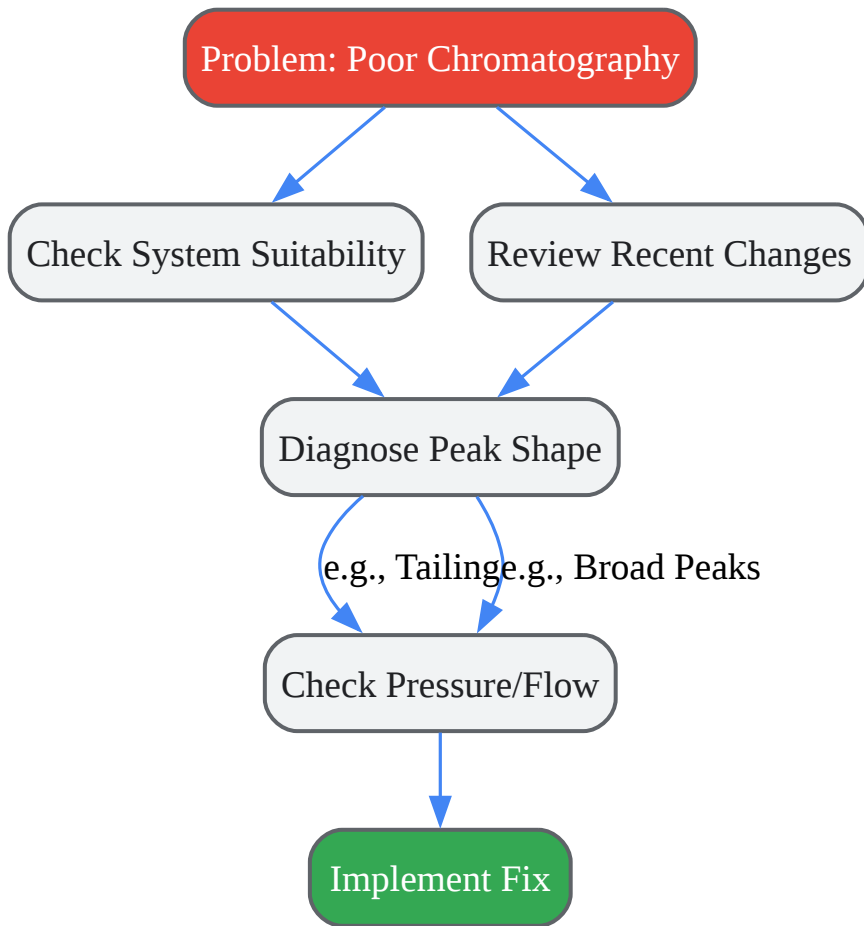 Problem: Poor Chromatography
Check System Suitability
Review Recent Changes
Diagnose Peak Shape
e.g., Tailing
e.g., Broad Peaks
Check Pressure/Flow
Implement Fix